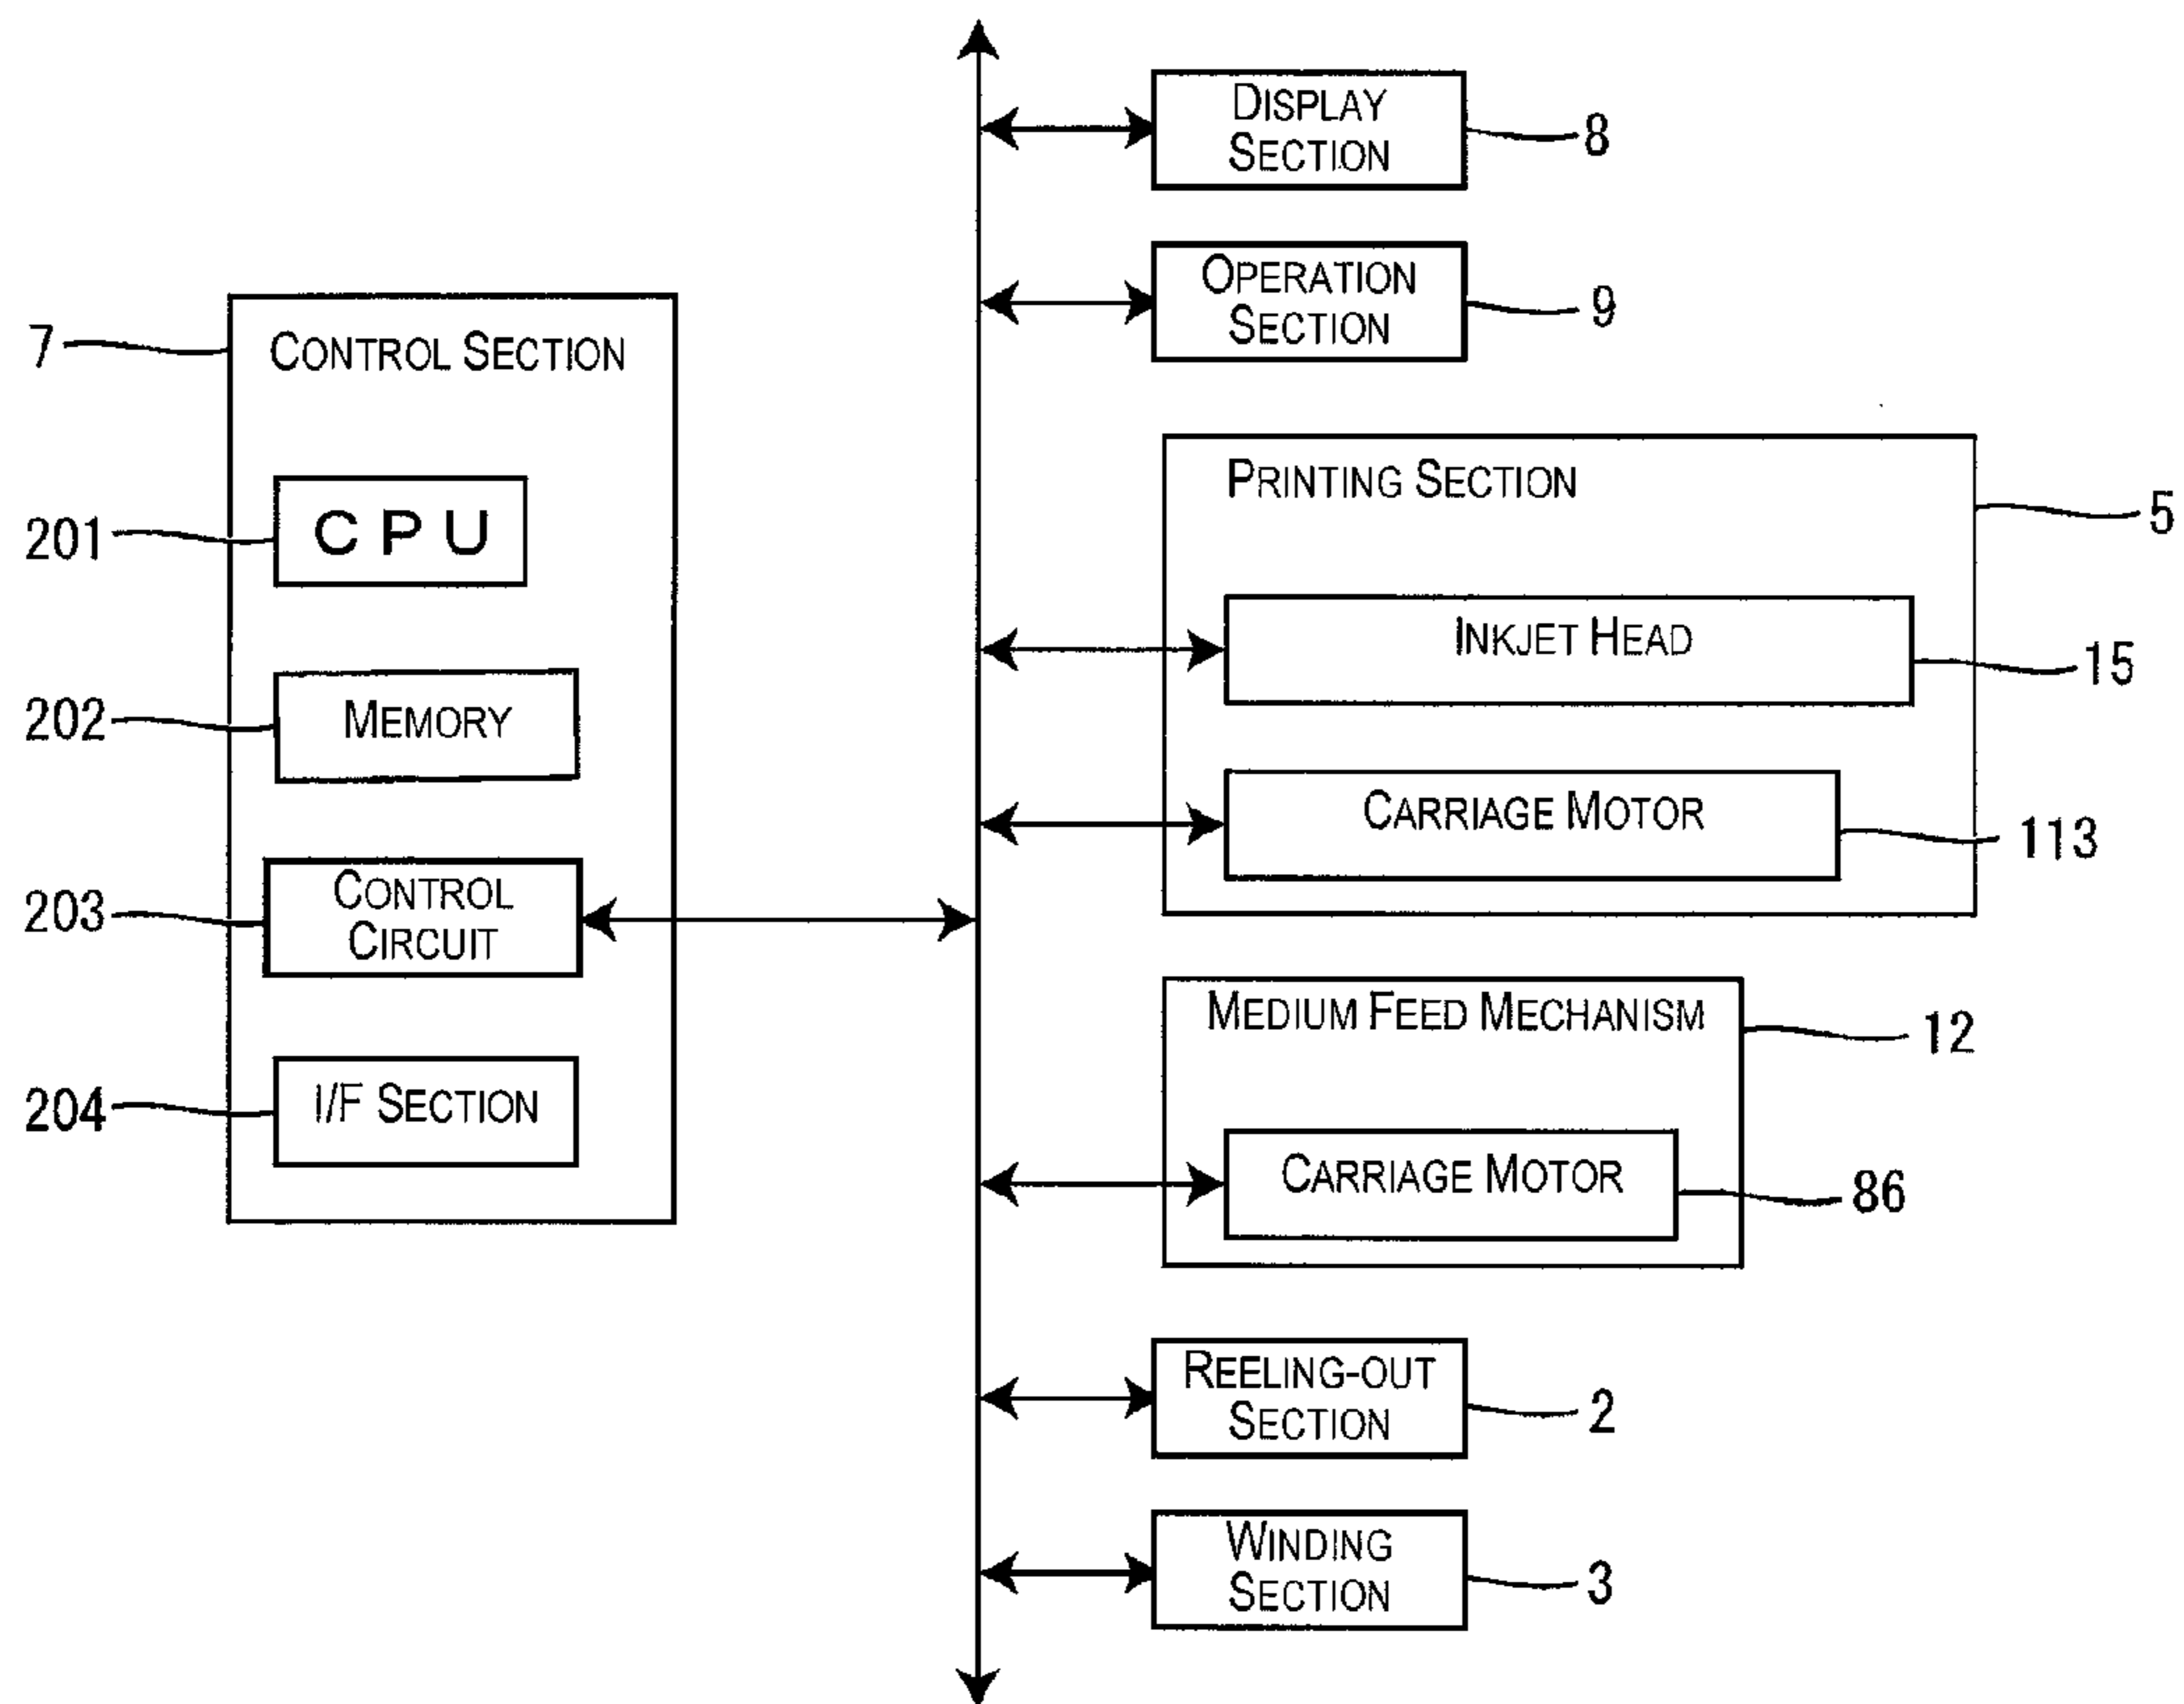 DISPLAY
SECTION
8
OPERATION
SECTION
9
7
CONTROL SECTION
201
CPU
202
MEMORY
203
CONTROL
CIRCUIT
204
I/F SECTION
PRINTING SECTION
5
INKJET HEAD
15
CARRIAGE MOTOR
113
MEDIUM FEED MECHANISM
12
CARRIAGE MOTOR
86
REELING-OUT
SECTION
2
WINDING
SECTION
3